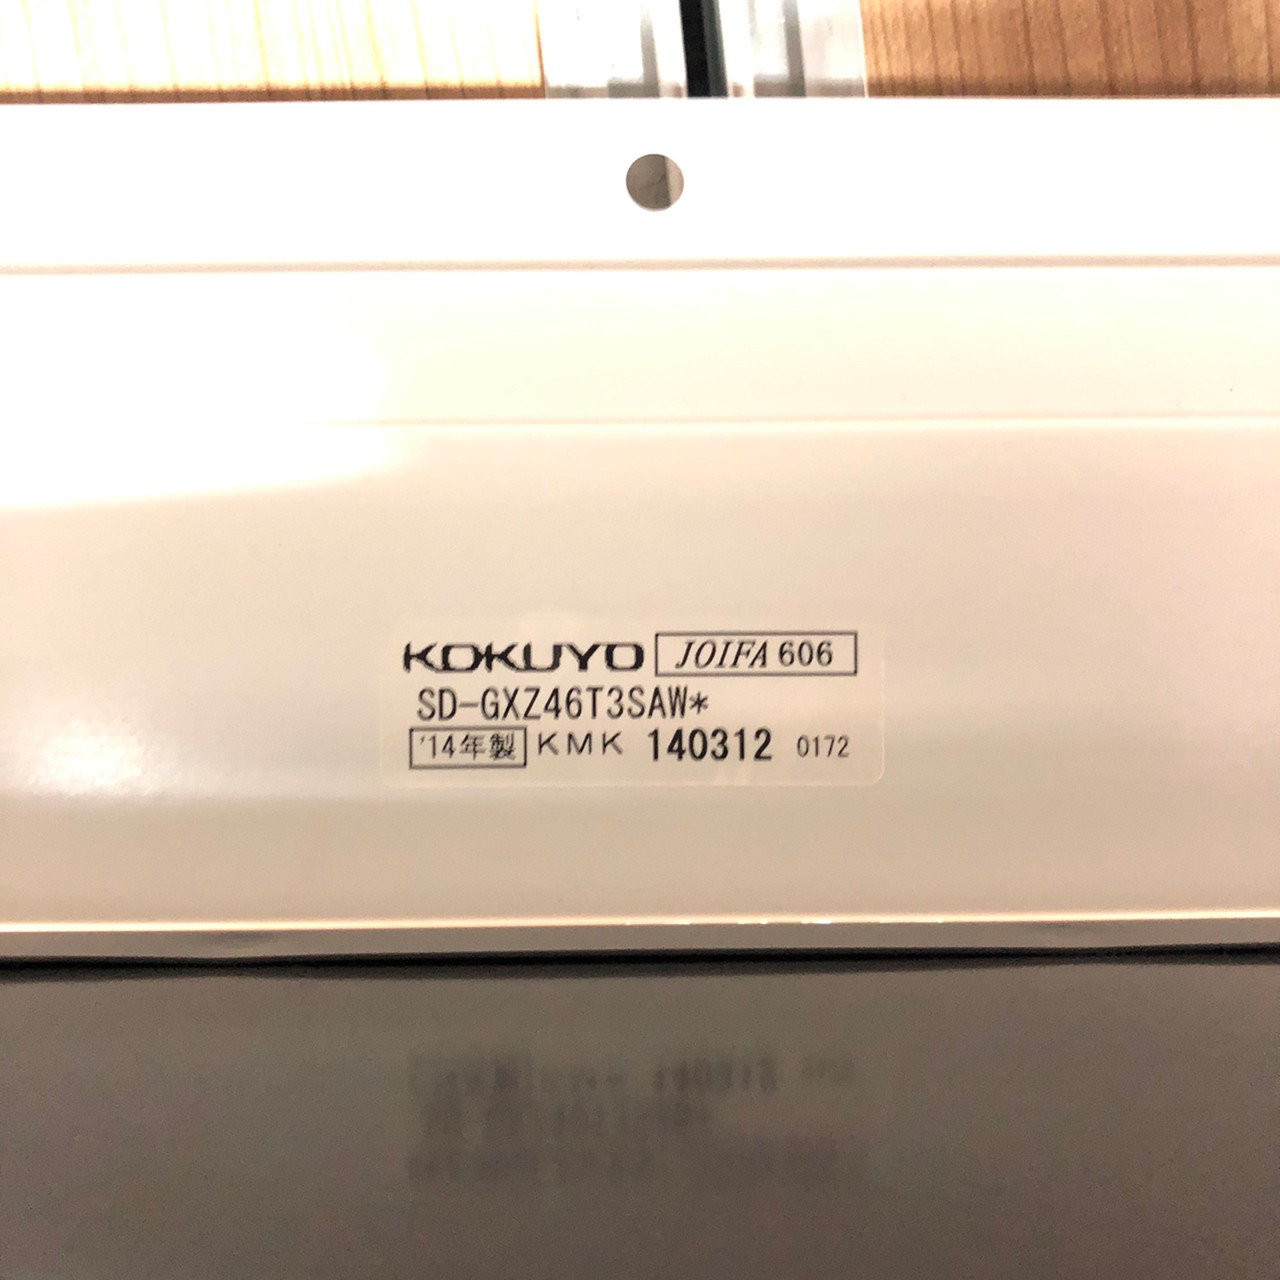 KOKUYO JOIFA 606
SD-GXZ46T3SAW*
'14年製 KMK 140312 0172